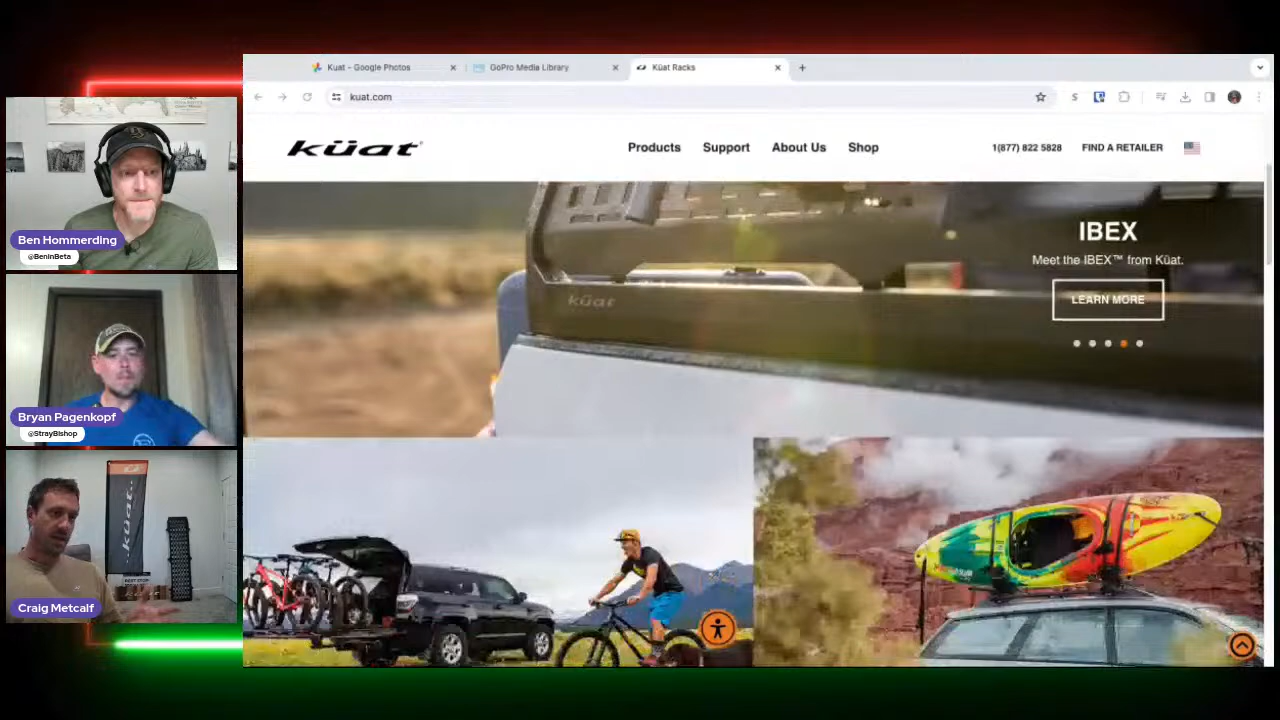 Kuat - Google Photos
GoPro Media Library
Küat Racks
kuat.com
küat
Products
Support
About Us
Shop
1(877) 822 5828
FIND A RETAILER
IBEX
Meet the IBEX™ from Küat.
LEARN MORE
küat
Ben Hommerding
@BeninBeta
Bryan Pagenkopf
@StrayBishop
küat
Craig Metcalf